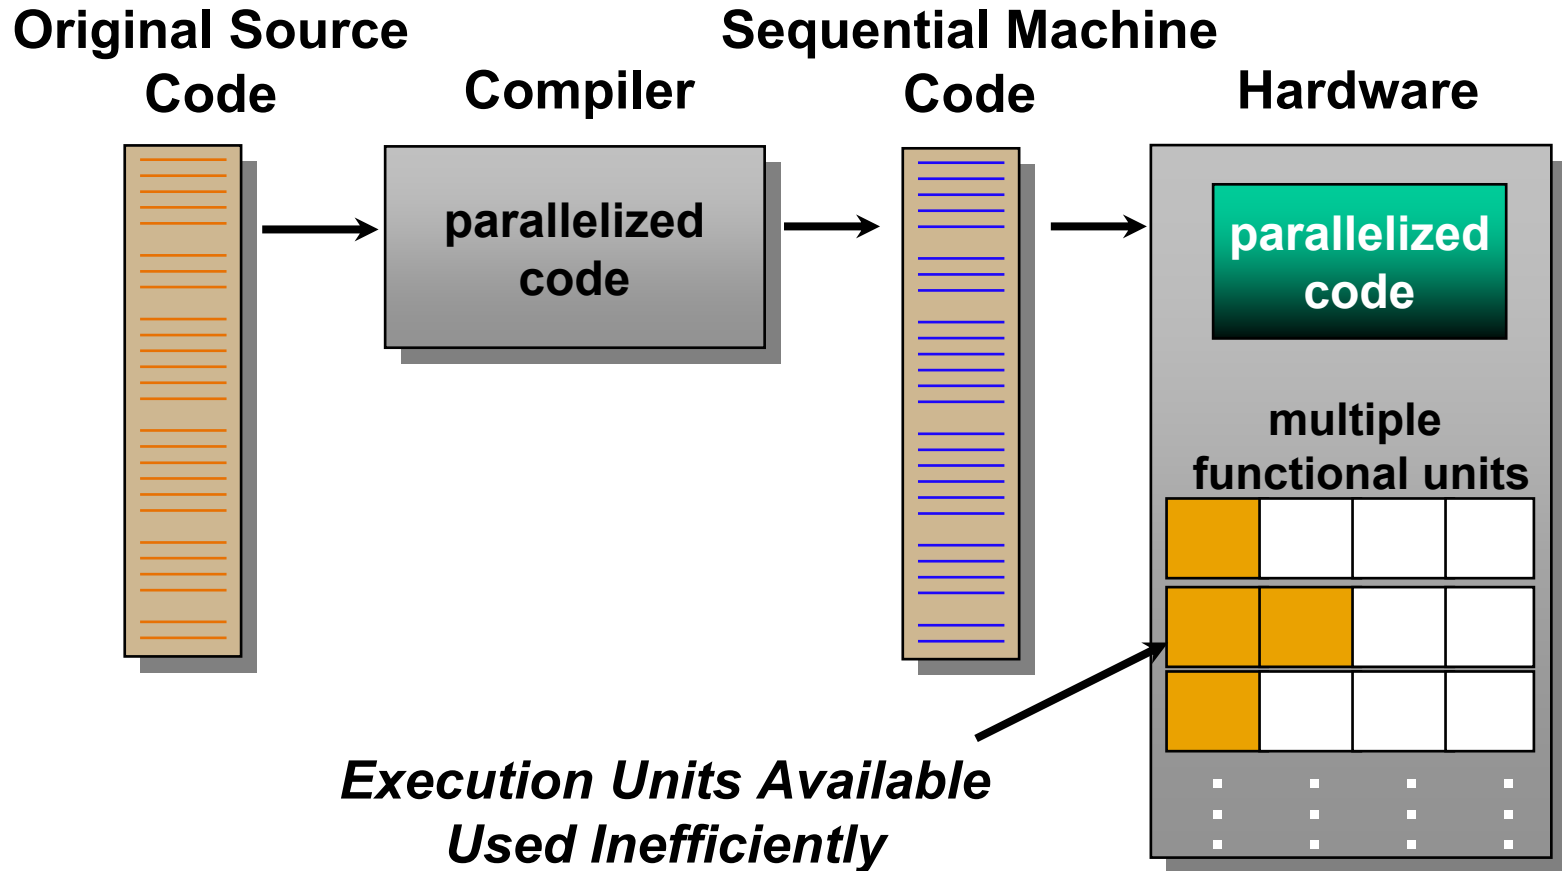 Original Source
Code
Compiler
Sequential Machine
Code
Hardware
parallelized
code
parallelized
code
multiple
functional units
Execution Units Available
Used Inefficiently